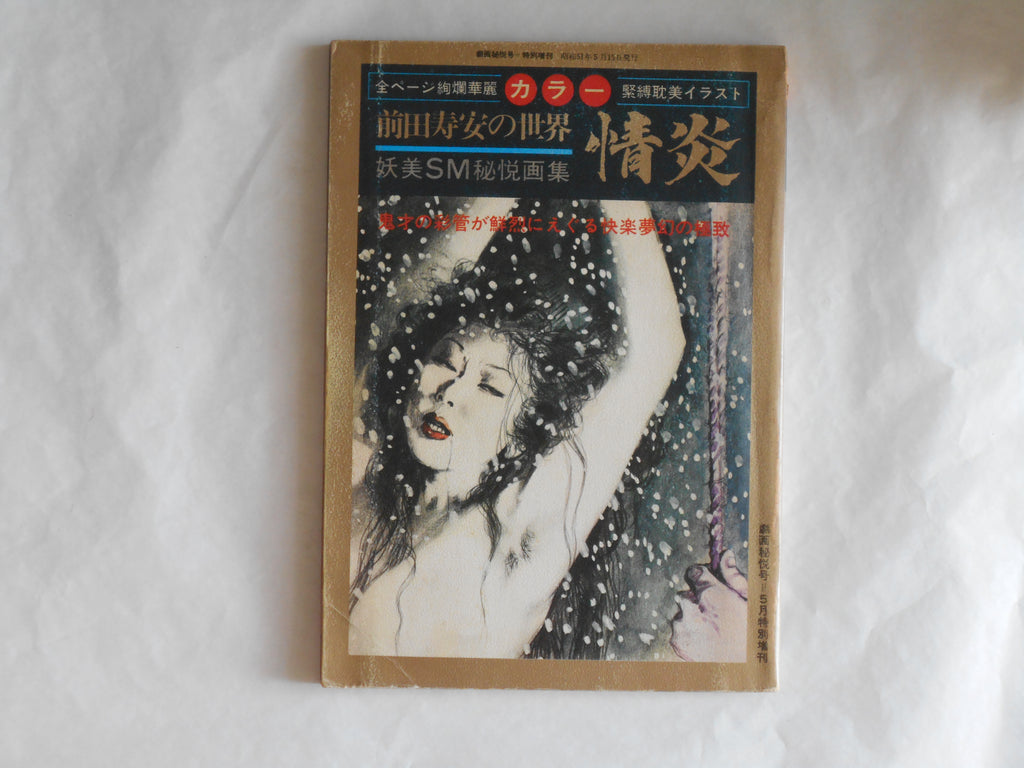 劇画秘悦号 特別増刊 昭和51年5月15日発行
全ページ絢爛華麗 カラー 緊縛耽美イラスト
前田寿安の世界
情炎
妖美SM秘悦画集
鬼才の彩管が鮮烈にえぐる快楽夢幻の極致
劇画秘悦号=5月特別増刊